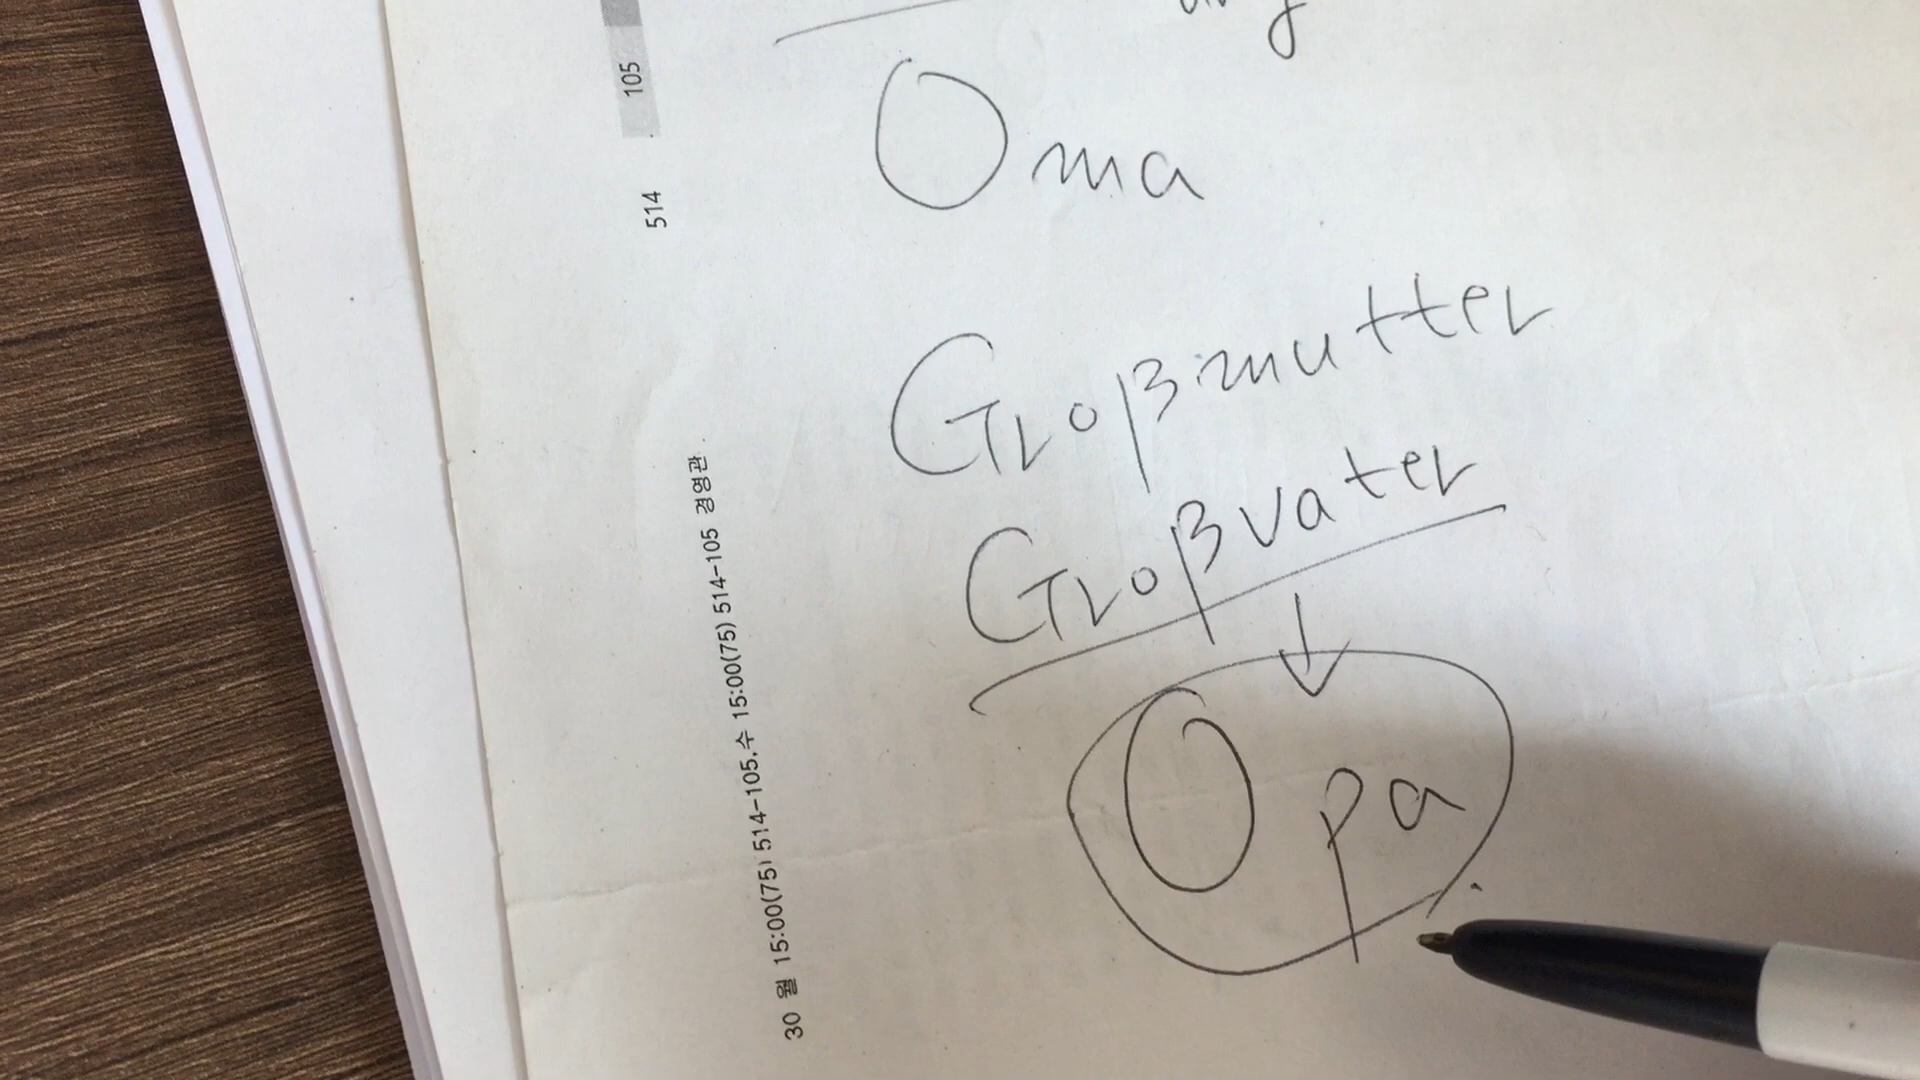 Oma
Großmutter
Großvater
Opa
105
514
30 월 15:00(75) 514-105,수 15:00(75) 514-105 경영관